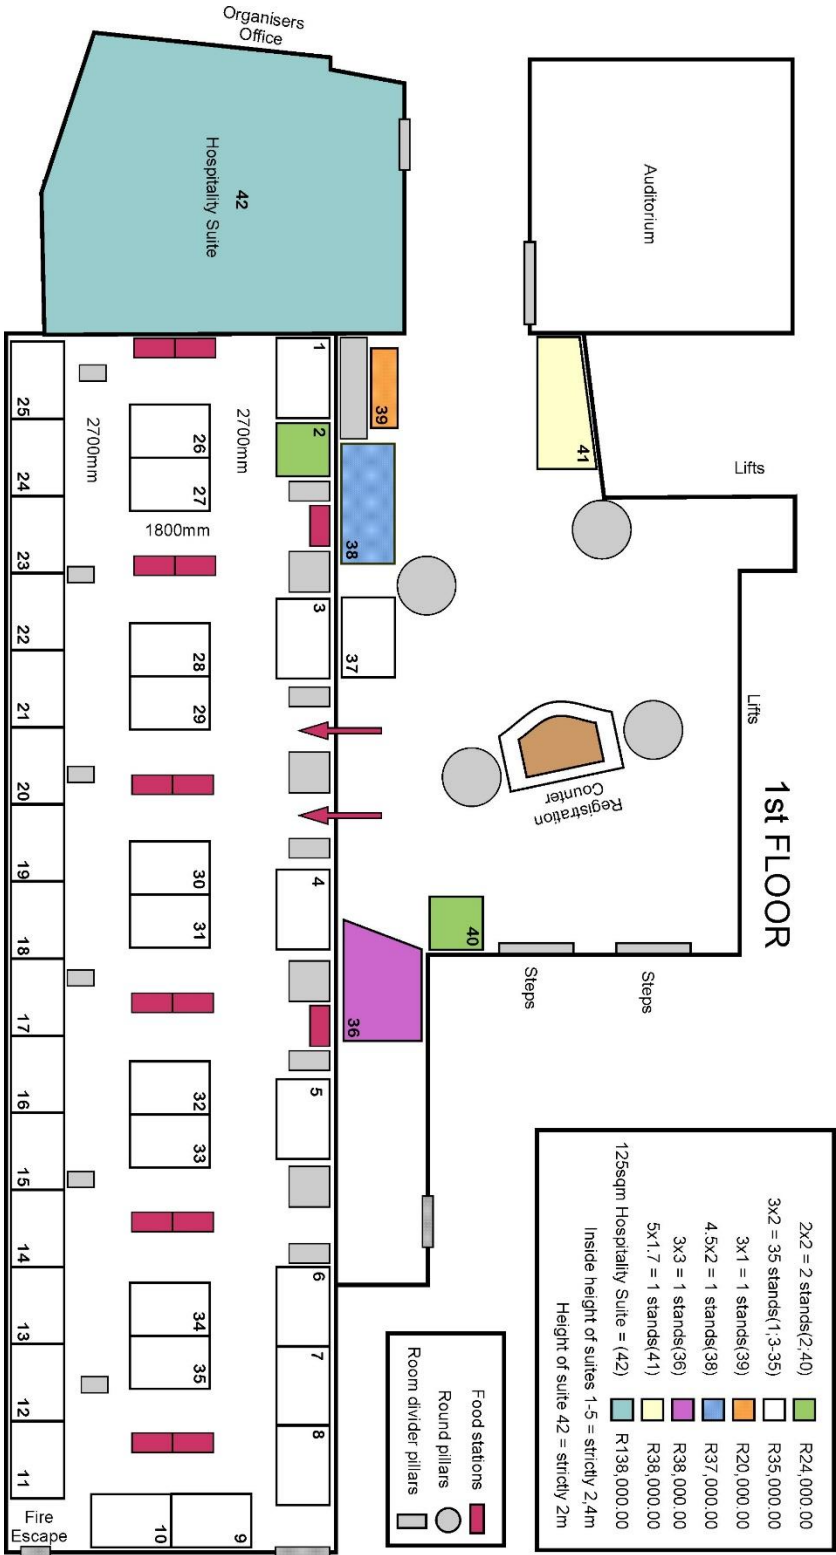 1st FLOOR
Organisers
Office
42
Hospitality Suite
Auditorium
Lifts
Lifts
41
39
38
37
Registration
Counter
40
Steps
Steps
36
1
2
3
4
5
6
7
8
2700mm
26
27
1800mm
28
29
30
31
32
33
34
35
9
10
2700mm
25
24
23
22
21
20
19
18
17
16
15
14
13
12
11
Fire
Escape
2x2 = 2 stands(2;40) R24,000.00
3x2 = 35 stands(1;3-35) R35,000.00
3x1 = 1 stands(39) R20,000.00
4.5x2 = 1 stands(38) R37,000.00
3x3 = 1 stands(36) R38,000.00
5x1.7 = 1 stands(41) R38,000.00
125sqm Hospitality Suite = (42) R138,000.00
Inside height of suites 1-5 = strictly 2,4m
Height of suite 42 = strictly 2m
Food stations
Round pillars
Room divider pillars